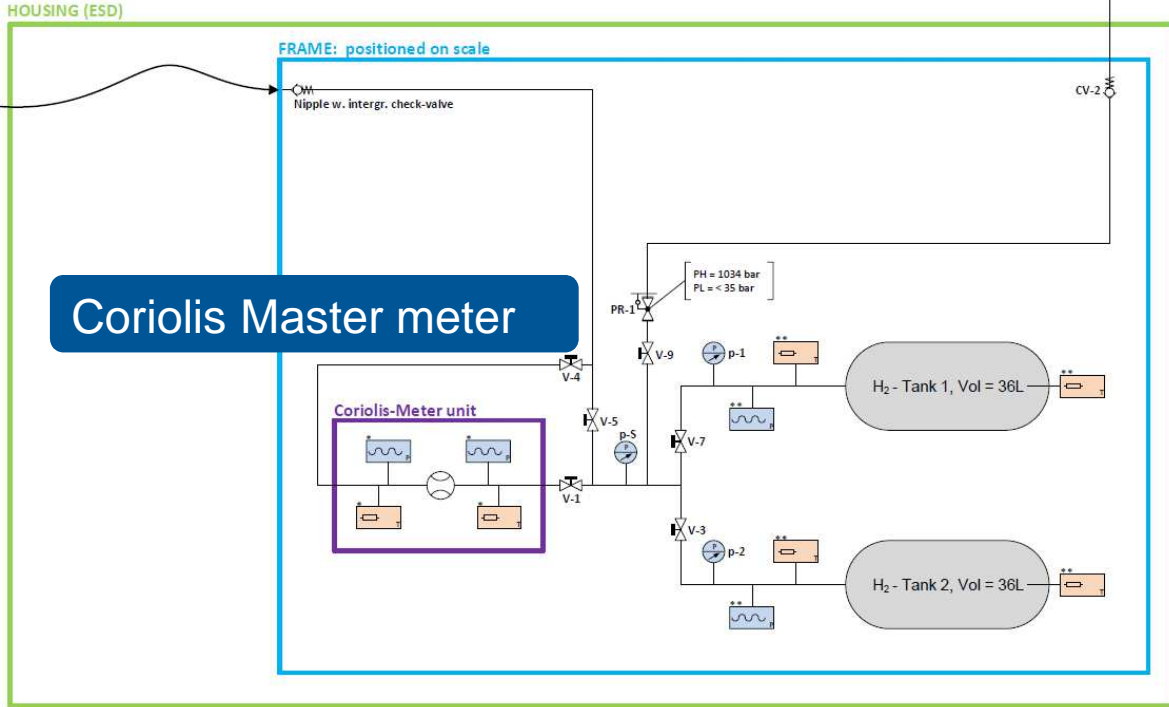 HOUSING (ESD)
FRAME: positioned on scale
Nipple w. intergr. check-valve
CV-2
PH = 1034 bar
PL = < 35 bar
PR-1
Coriolis Master meter
V-9
p-1
**
T
V-4
H₂ - Tank 1, Vol = 36L
**
T
**
P
Coriolis-Meter unit
V-5
p-S
P
V-7
*
P
*
P
V-1
*
T
*
T
V-3
P
p-2
**
T
H₂ - Tank 2, Vol = 36L
**
T
**
P